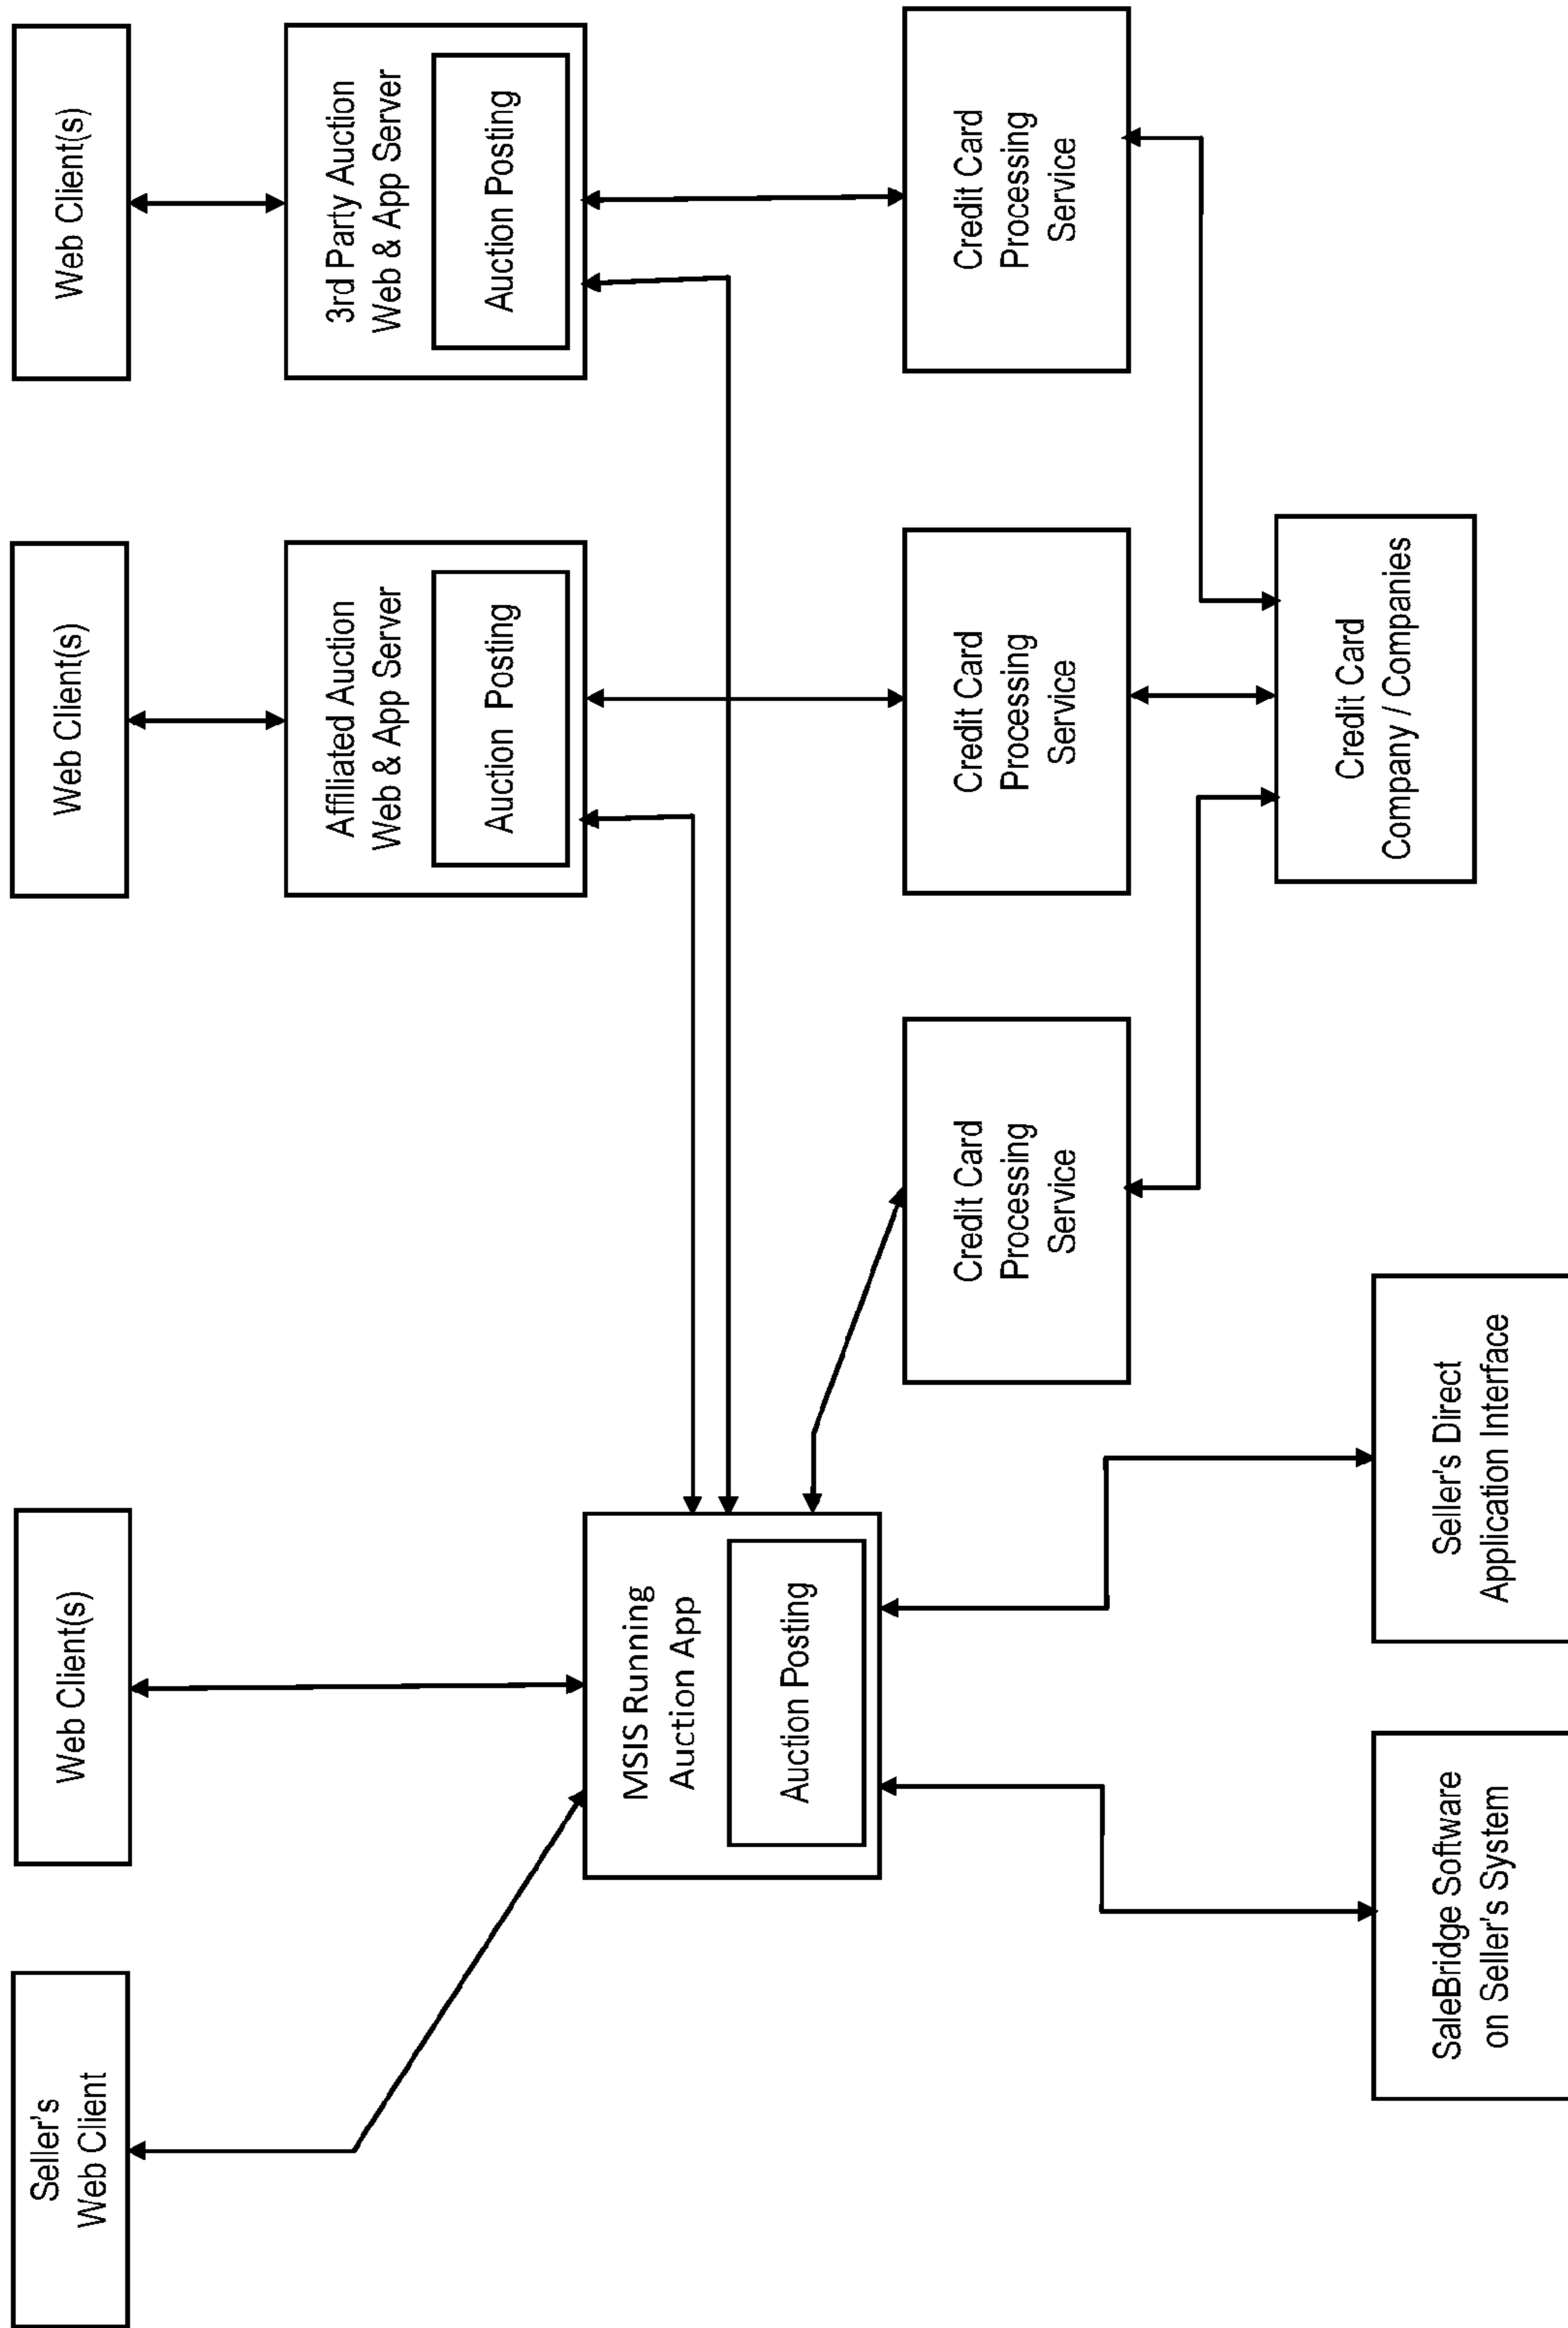 Seller's
Web Client
Web Client(s)
Web Client(s)
Web Client(s)
Affiliated Auction
Web & App Server
Auction Posting
3rd Party Auction
Web & App Server
Auction Posting
MSIS Running
Auction App
Auction Posting
Credit Card
Processing
Service
Credit Card
Processing
Service
Credit Card
Processing
Service
Credit Card
Company / Companies
SaleBridge Software
on Seller's System
Seller's Direct
Application Interface